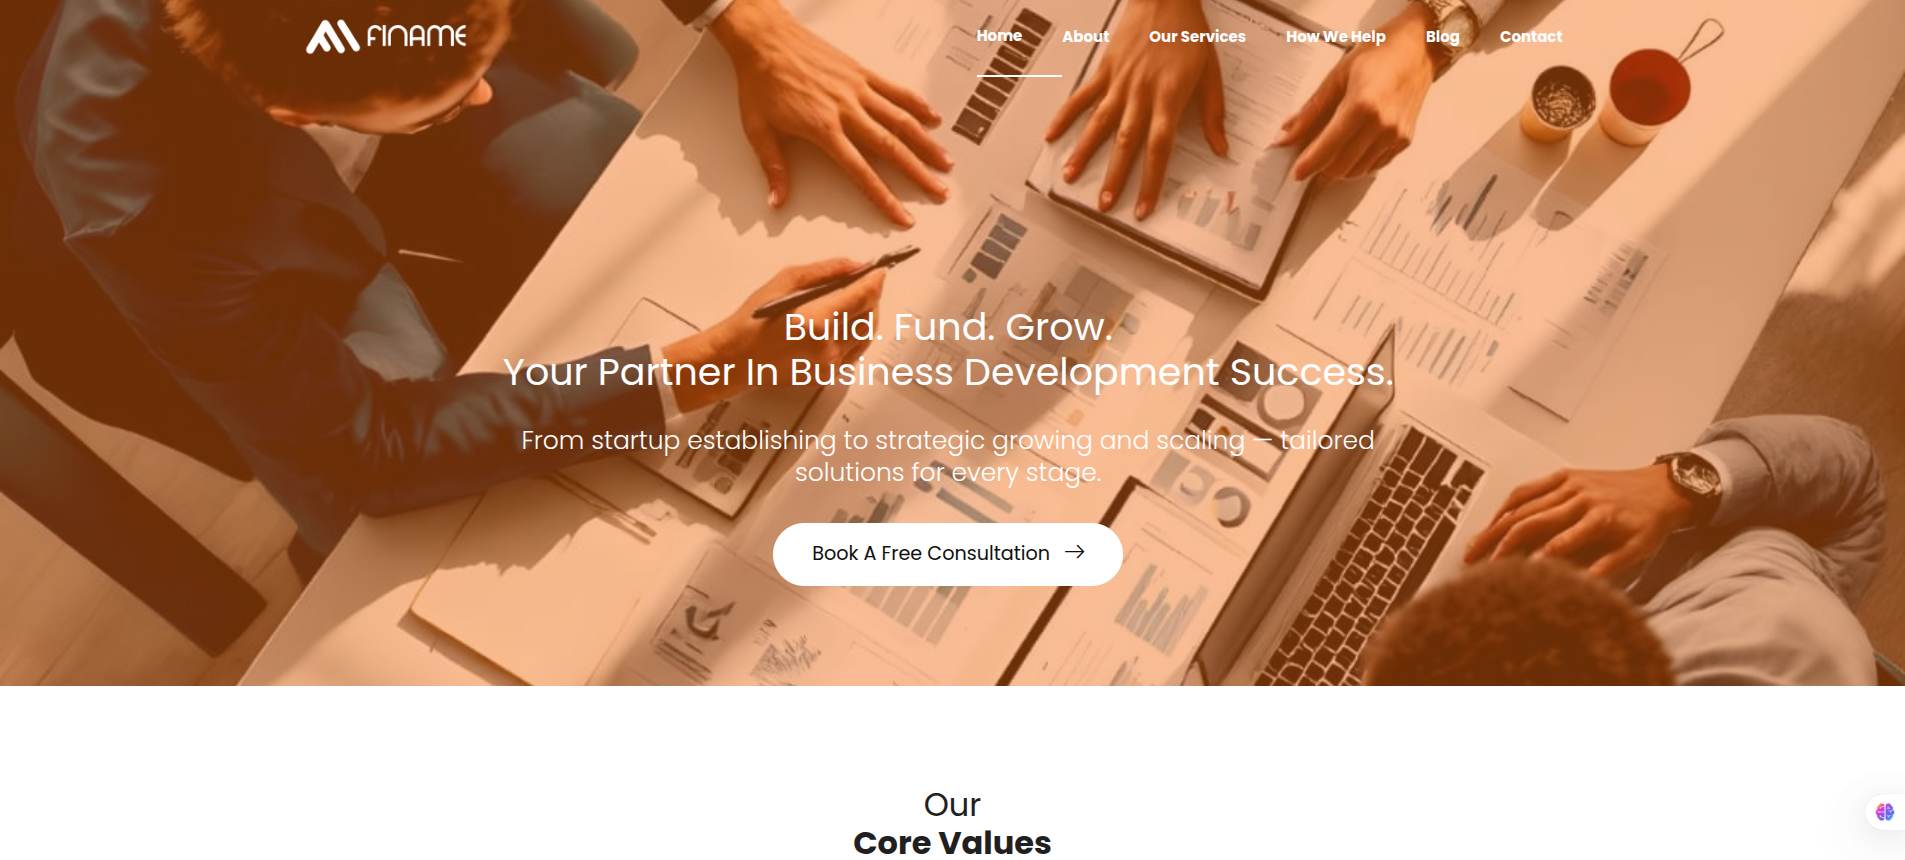 FINAME
Home
About
Our Services
How We Help
Blog
Contact
Build. Fund. Grow.
Your Partner In Business Development Success.
From startup establishing to strategic growing and scaling — tailored
solutions for every stage.
Book A Free Consultation
Our
Core Values